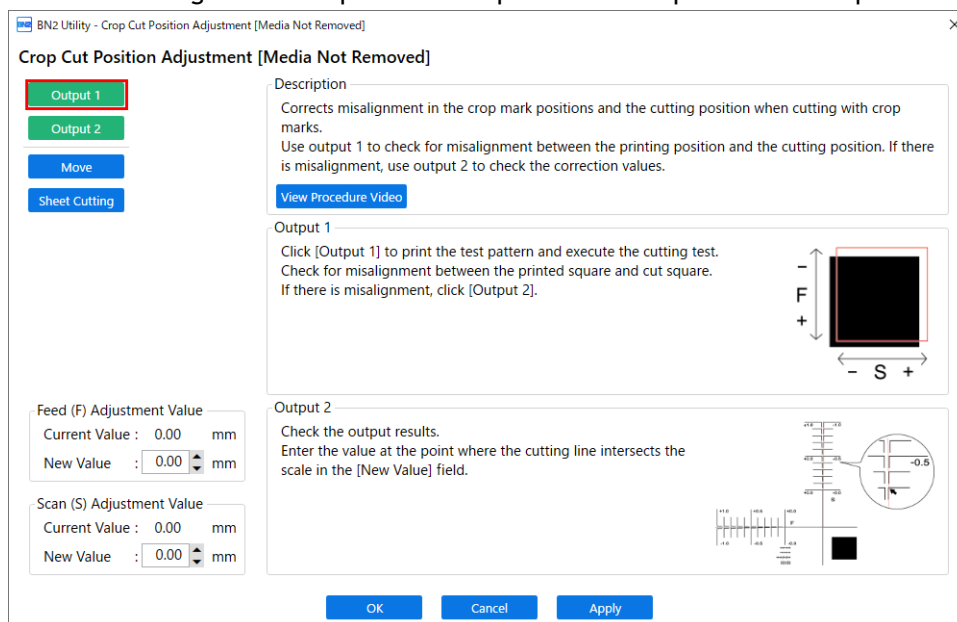 BN2 Utility - Crop Cut Position Adjustment [Media Not Removed]
Crop Cut Position Adjustment [Media Not Removed]
Output 1
Output 2
Move
Sheet Cutting
Description
Corrects misalignment in the crop mark positions and the cutting position when cutting with crop
marks.
Use output 1 to check for misalignment between the printing position and the cutting position. If there
is misalignment, use output 2 to check the correction values.
View Procedure Video
Output 1
Click [Output 1] to print the test pattern and execute the cutting test.
Check for misalignment between the printed square and cut square.
If there is misalignment, click [Output 2].
−
F
+
− S +
Feed (F) Adjustment Value
Current Value : 0.00 mm
New Value : 0.00 mm
Scan (S) Adjustment Value
Current Value : 0.00 mm
New Value : 0.00 mm
Output 2
Check the output results.
Enter the value at the point where the cutting line intersects the
scale in the [New Value] field.
-0.5
S
F
OK Cancel Apply